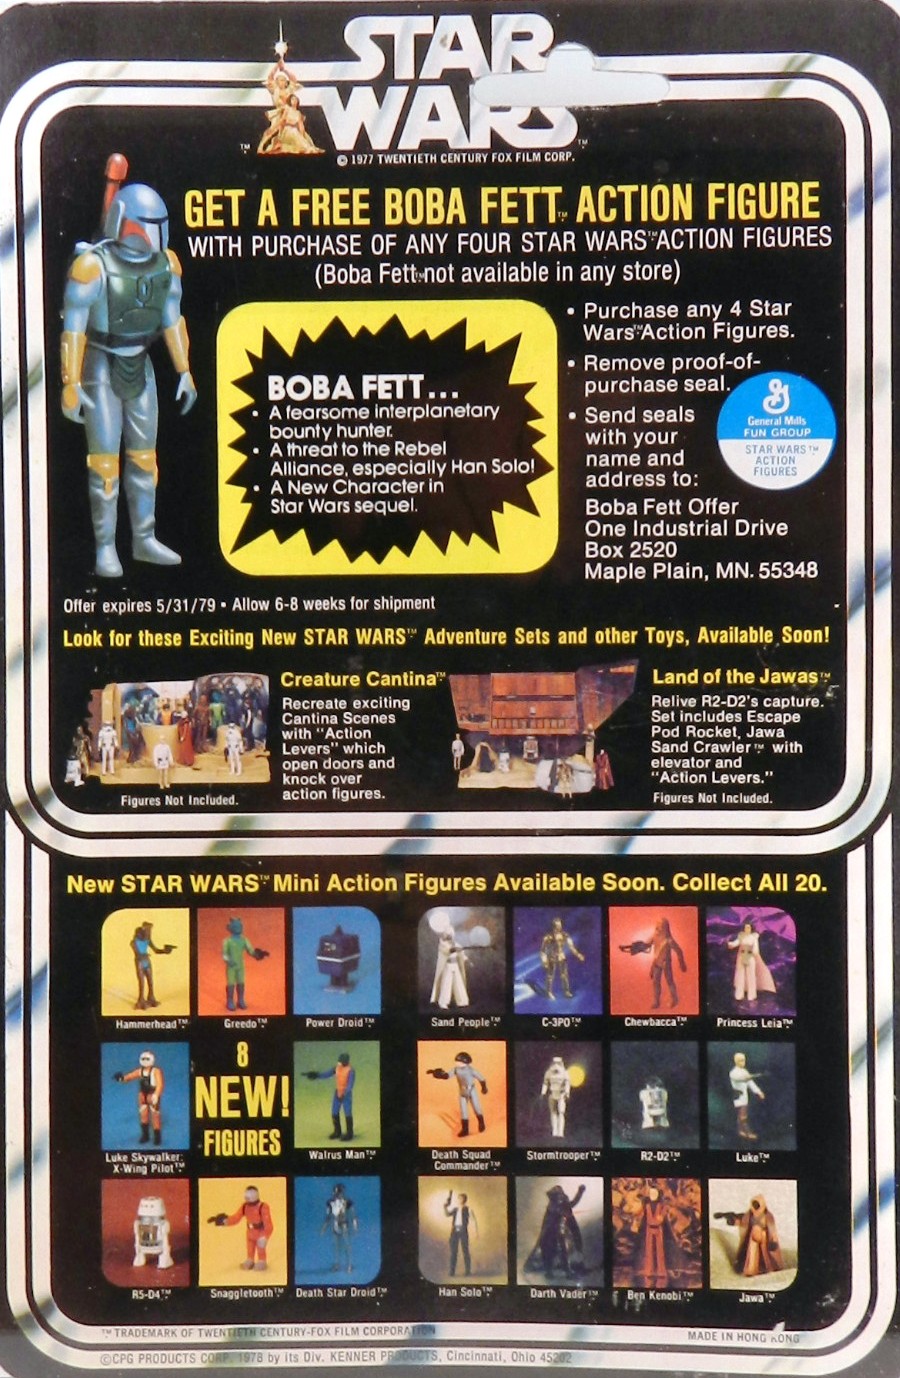 STAR
WARS
™ ™
© 1977 TWENTIETH CENTURY FOX FILM CORP.
GET A FREE BOBA FETT™ ACTION FIGURE
WITH PURCHASE OF ANY FOUR STAR WARS™ ACTION FIGURES
(Boba Fett™ not available in any store)
BOBA FETT...
• A fearsome interplanetary
bounty hunter.
• A threat to the Rebel
Alliance, especially Han Solo!
• A New Character in
Star Wars sequel.
• Purchase any 4 Star
Wars™ Action Figures.
• Remove proof-of-
purchase seal.
• Send seals
with your
name and
address to:
Boba Fett Offer
One Industrial Drive
Box 2520
Maple Plain, MN. 55348
General Mills
FUN GROUP
STAR WARS™
ACTION
FIGURES
Offer expires 5/31/79 • Allow 6-8 weeks for shipment
Look for these Exciting New STAR WARS™ Adventure Sets and other Toys, Available Soon!
Creature Cantina™
Recreate exciting
Cantina Scenes
with "Action
Levers" which
open doors and
knock over
action figures.
Figures Not Included.
Land of the Jawas™
Relive R2-D2's capture.
Set includes Escape
Pod Rocket, Jawa
Sand Crawler™ with
elevator and
"Action Levers."
Figures Not Included.
New STAR WARS™ Mini Action Figures Available Soon. Collect All 20.
Hammerhead™ Greedo™ Power Droid™ Sand People™ C-3PO™ Chewbacca™ Princess Leia™
8
NEW!
FIGURES
Luke Skywalker:
X-Wing Pilot™
Walrus Man™
Death Squad
Commander™
Stormtrooper™ R2-D2™ Luke™
R5-D4™ Snaggletooth™ Death Star Droid™ Han Solo™ Darth Vader™ Ben Kenobi™ Jawa™
™ TRADEMARK OF TWENTIETH CENTURY-FOX FILM CORPORATION
MADE IN HONG KONG
© CPG PRODUCTS CORP. 1978 by its Div. KENNER PRODUCTS, Cincinnati, Ohio 45202